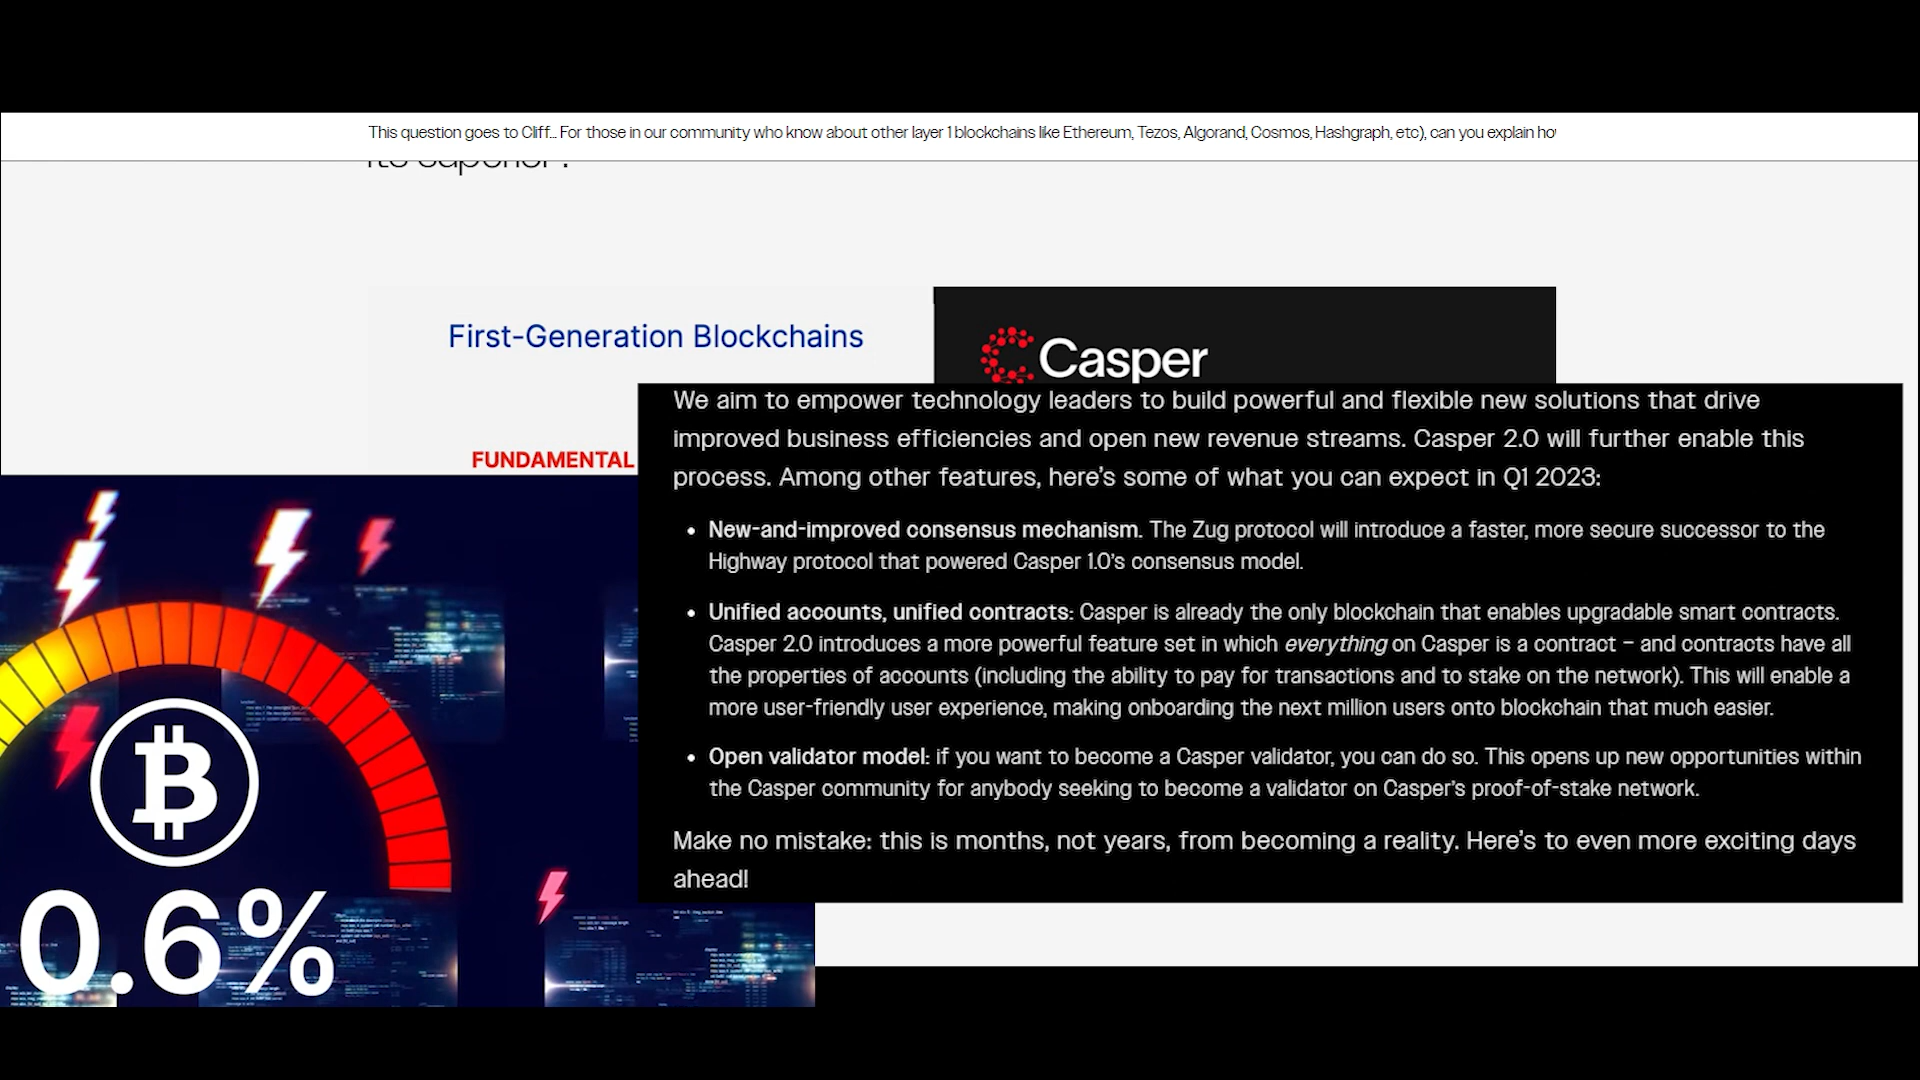 This question goes to Cliff... For those in our community who know about other layer 1 blockchains like Ethereum, Tezos, Algorand, Cosmos, Hashgraph, etc), can you explain
its superior?
First-Generation Blockchains
Casper
FUNDAMENTAL
We aim to empower technology leaders to build powerful and flexible new solutions that drive
improved business efficiencies and open new revenue streams. Casper 2.0 will further enable this
process. Among other features, here's some of what you can expect in Q1 2023:
• New-and-improved consensus mechanism. The Zug protocol will introduce a faster, more secure successor to the
Highway protocol that powered Casper 1.0's consensus model.
• Unified accounts, unified contracts: Casper is already the only blockchain that enables upgradable smart contracts.
Casper 2.0 introduces a more powerful feature set in which everything on Casper is a contract – and contracts have all
the properties of accounts (including the ability to pay for transactions and to stake on the network). This will enable a
more user-friendly user experience, making onboarding the next million users onto blockchain that much easier.
• Open validator model: if you want to become a Casper validator, you can do so. This opens up new opportunities within
the Casper community for anybody seeking to become a validator on Casper's proof-of-stake network.
Make no mistake: this is months, not years, from becoming a reality. Here's to even more exciting days
ahead!
0.6%